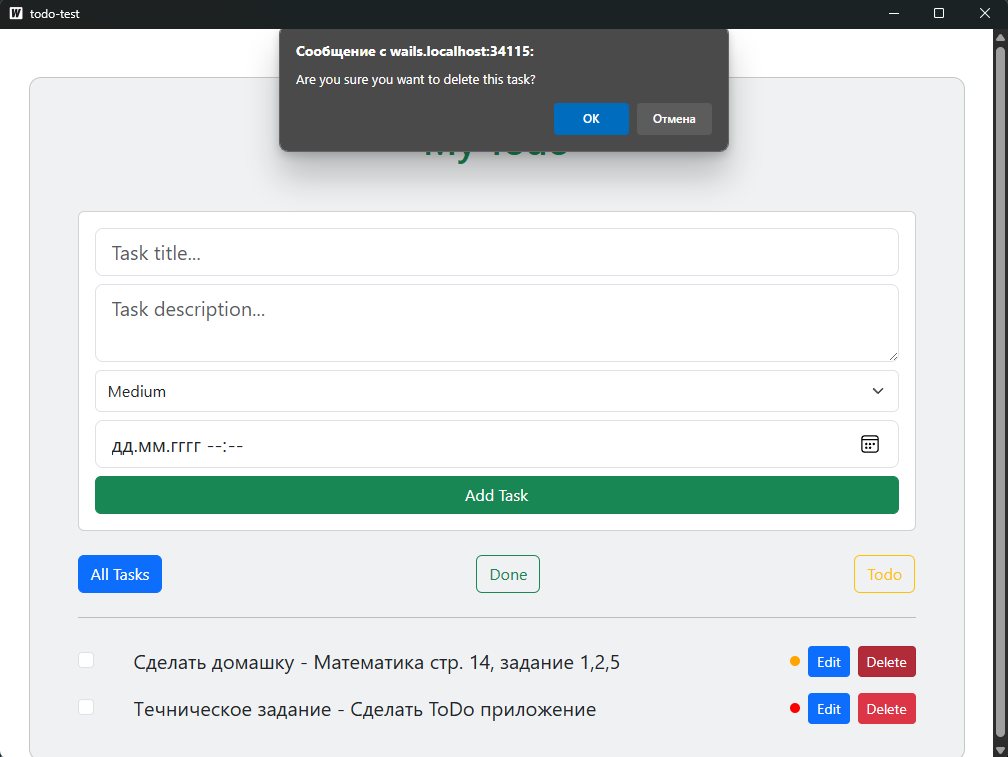 W todo-test
Сообщение с wails.localhost:34115:
Are you sure you want to delete this task?
OK Отмена
My Todo
Task title...
Task description...
Medium
дд.мм.гггг --:--
Add Task
All Tasks Done Todo
Сделать домашку - Математика стр. 14, задание 1,2,5 Edit Delete
Течническое задание - Сделать ToDo приложение Edit Delete